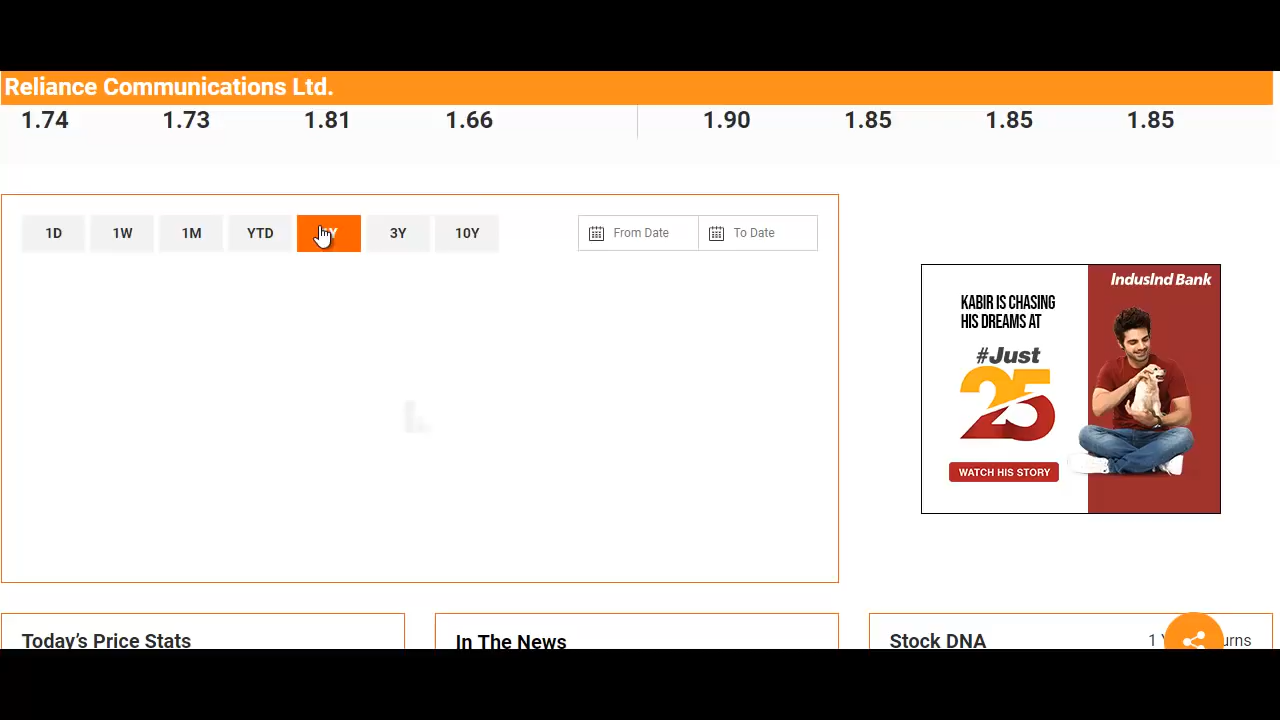 Reliance Communications Ltd.
1.74 1.73 1.81 1.66 1.90 1.85 1.85 1.85
1D 1W 1M YTD Y 3Y 10Y From Date To Date
IndusInd Bank
KABIR IS CHASING
HIS DREAMS AT
#Just
25
WATCH HIS STORY
Today’s Price Stats In The News Stock DNA 1